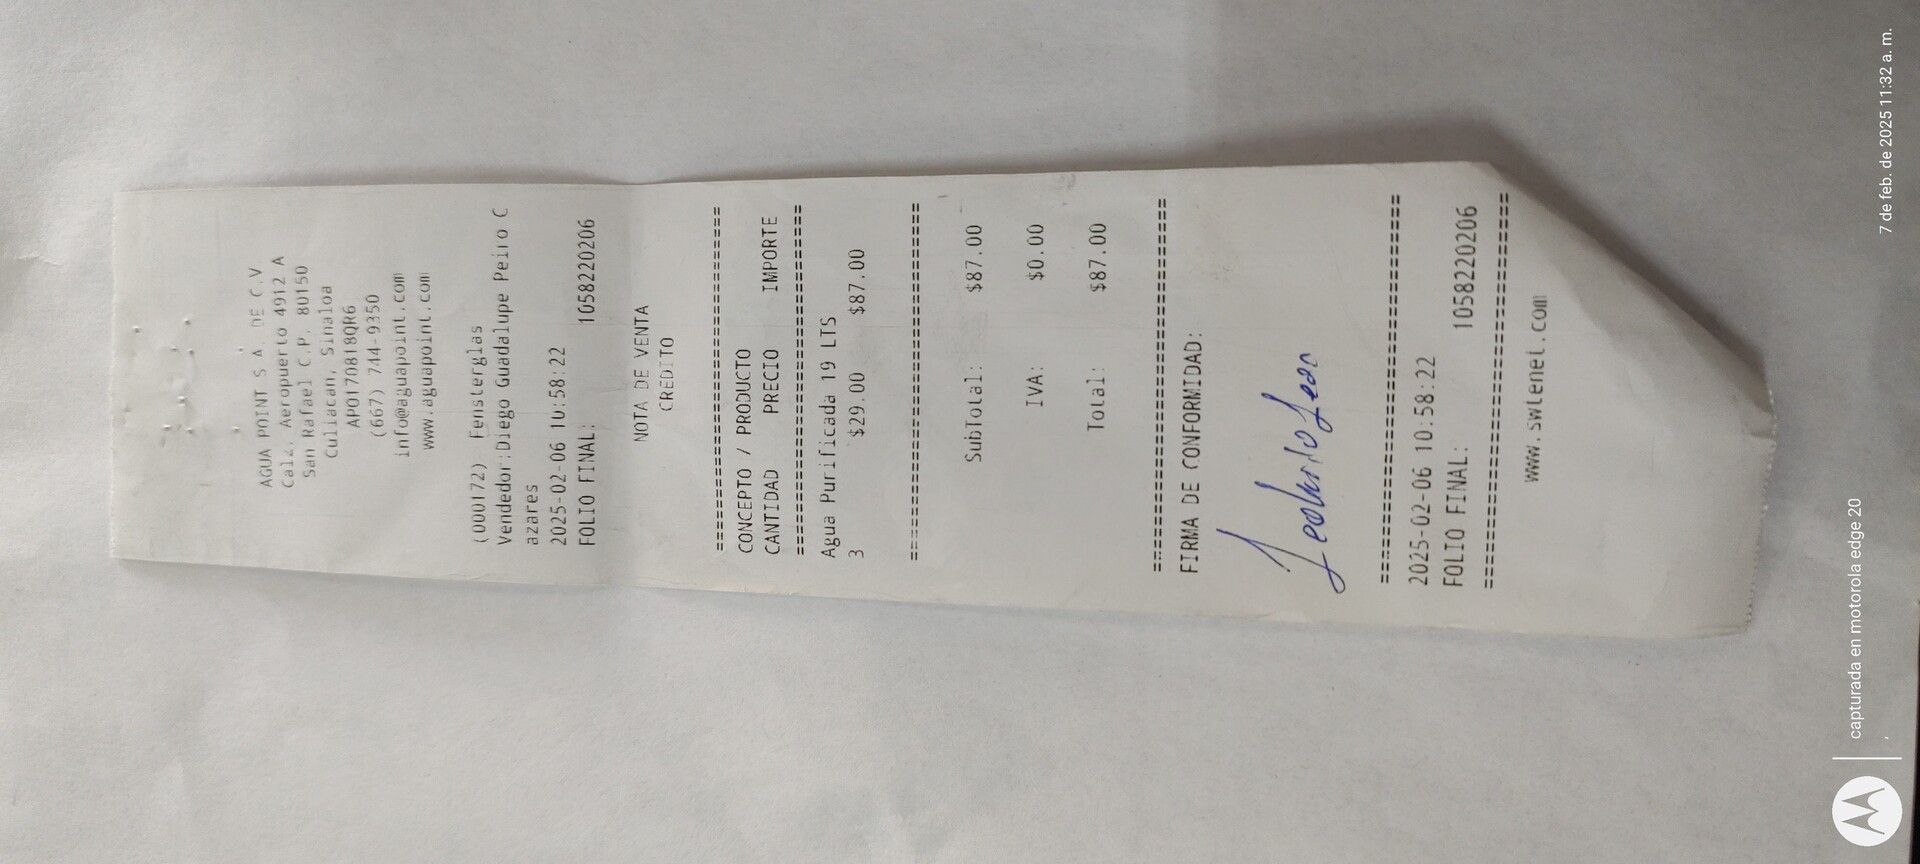 AGUA POINT S.A. DE C.V.
Calz. Aeropuerto 4912 A
San Rafael C.P. 80150
Culiacan, Sinaloa
APO170818QR6
(667) 744-9350
info@aguapoint.com
www.aguapoint.com
(000172) Fensterglas
Vendedor:Diego Guadalupe Peiro C
azares
2025-02-06 10:58:22
FOLIO FINAL: 1058220206
NOTA DE VENTA
CREDITO
================================
CONCEPTO / PRODUCTO
CANTIDAD PRECIO IMPORTE
================================
Agua Purificada 19 LTS
3 $29.00 $87.00
================================
SubTotal: $87.00
IVA: $0.00
Total: $87.00
================================
FIRMA DE CONFORMIDAD:
================================
2025-02-06 10:58:22
FOLIO FINAL: 1058220206
================================
www.swlenet.com
capturada en motorola edge 20
7 de feb. de 2025 11:32 a. m.